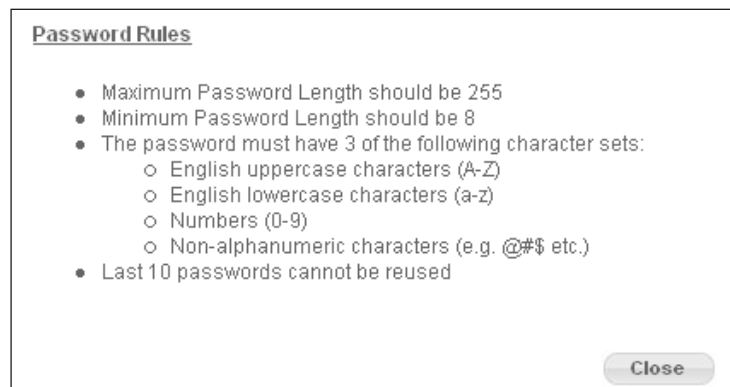 Password Rules
● Maximum Password Length should be 255
● Minimum Password Length should be 8
● The password must have 3 of the following character sets:
○ English uppercase characters (A-Z)
○ English lowercase characters (a-z)
○ Numbers (0-9)
○ Non-alphanumeric characters (e.g. @#$ etc.)
● Last 10 passwords cannot be reused
Close